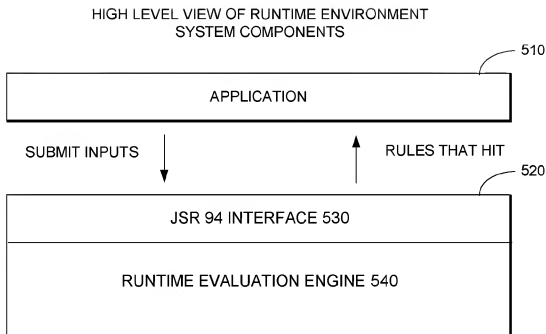 HIGH LEVEL VIEW OF RUNTIME ENVIRONMENT
SYSTEM COMPONENTS
510
APPLICATION
SUBMIT INPUTS
RULES THAT HIT
520
JSR 94 INTERFACE 530
RUNTIME EVALUATION ENGINE 540